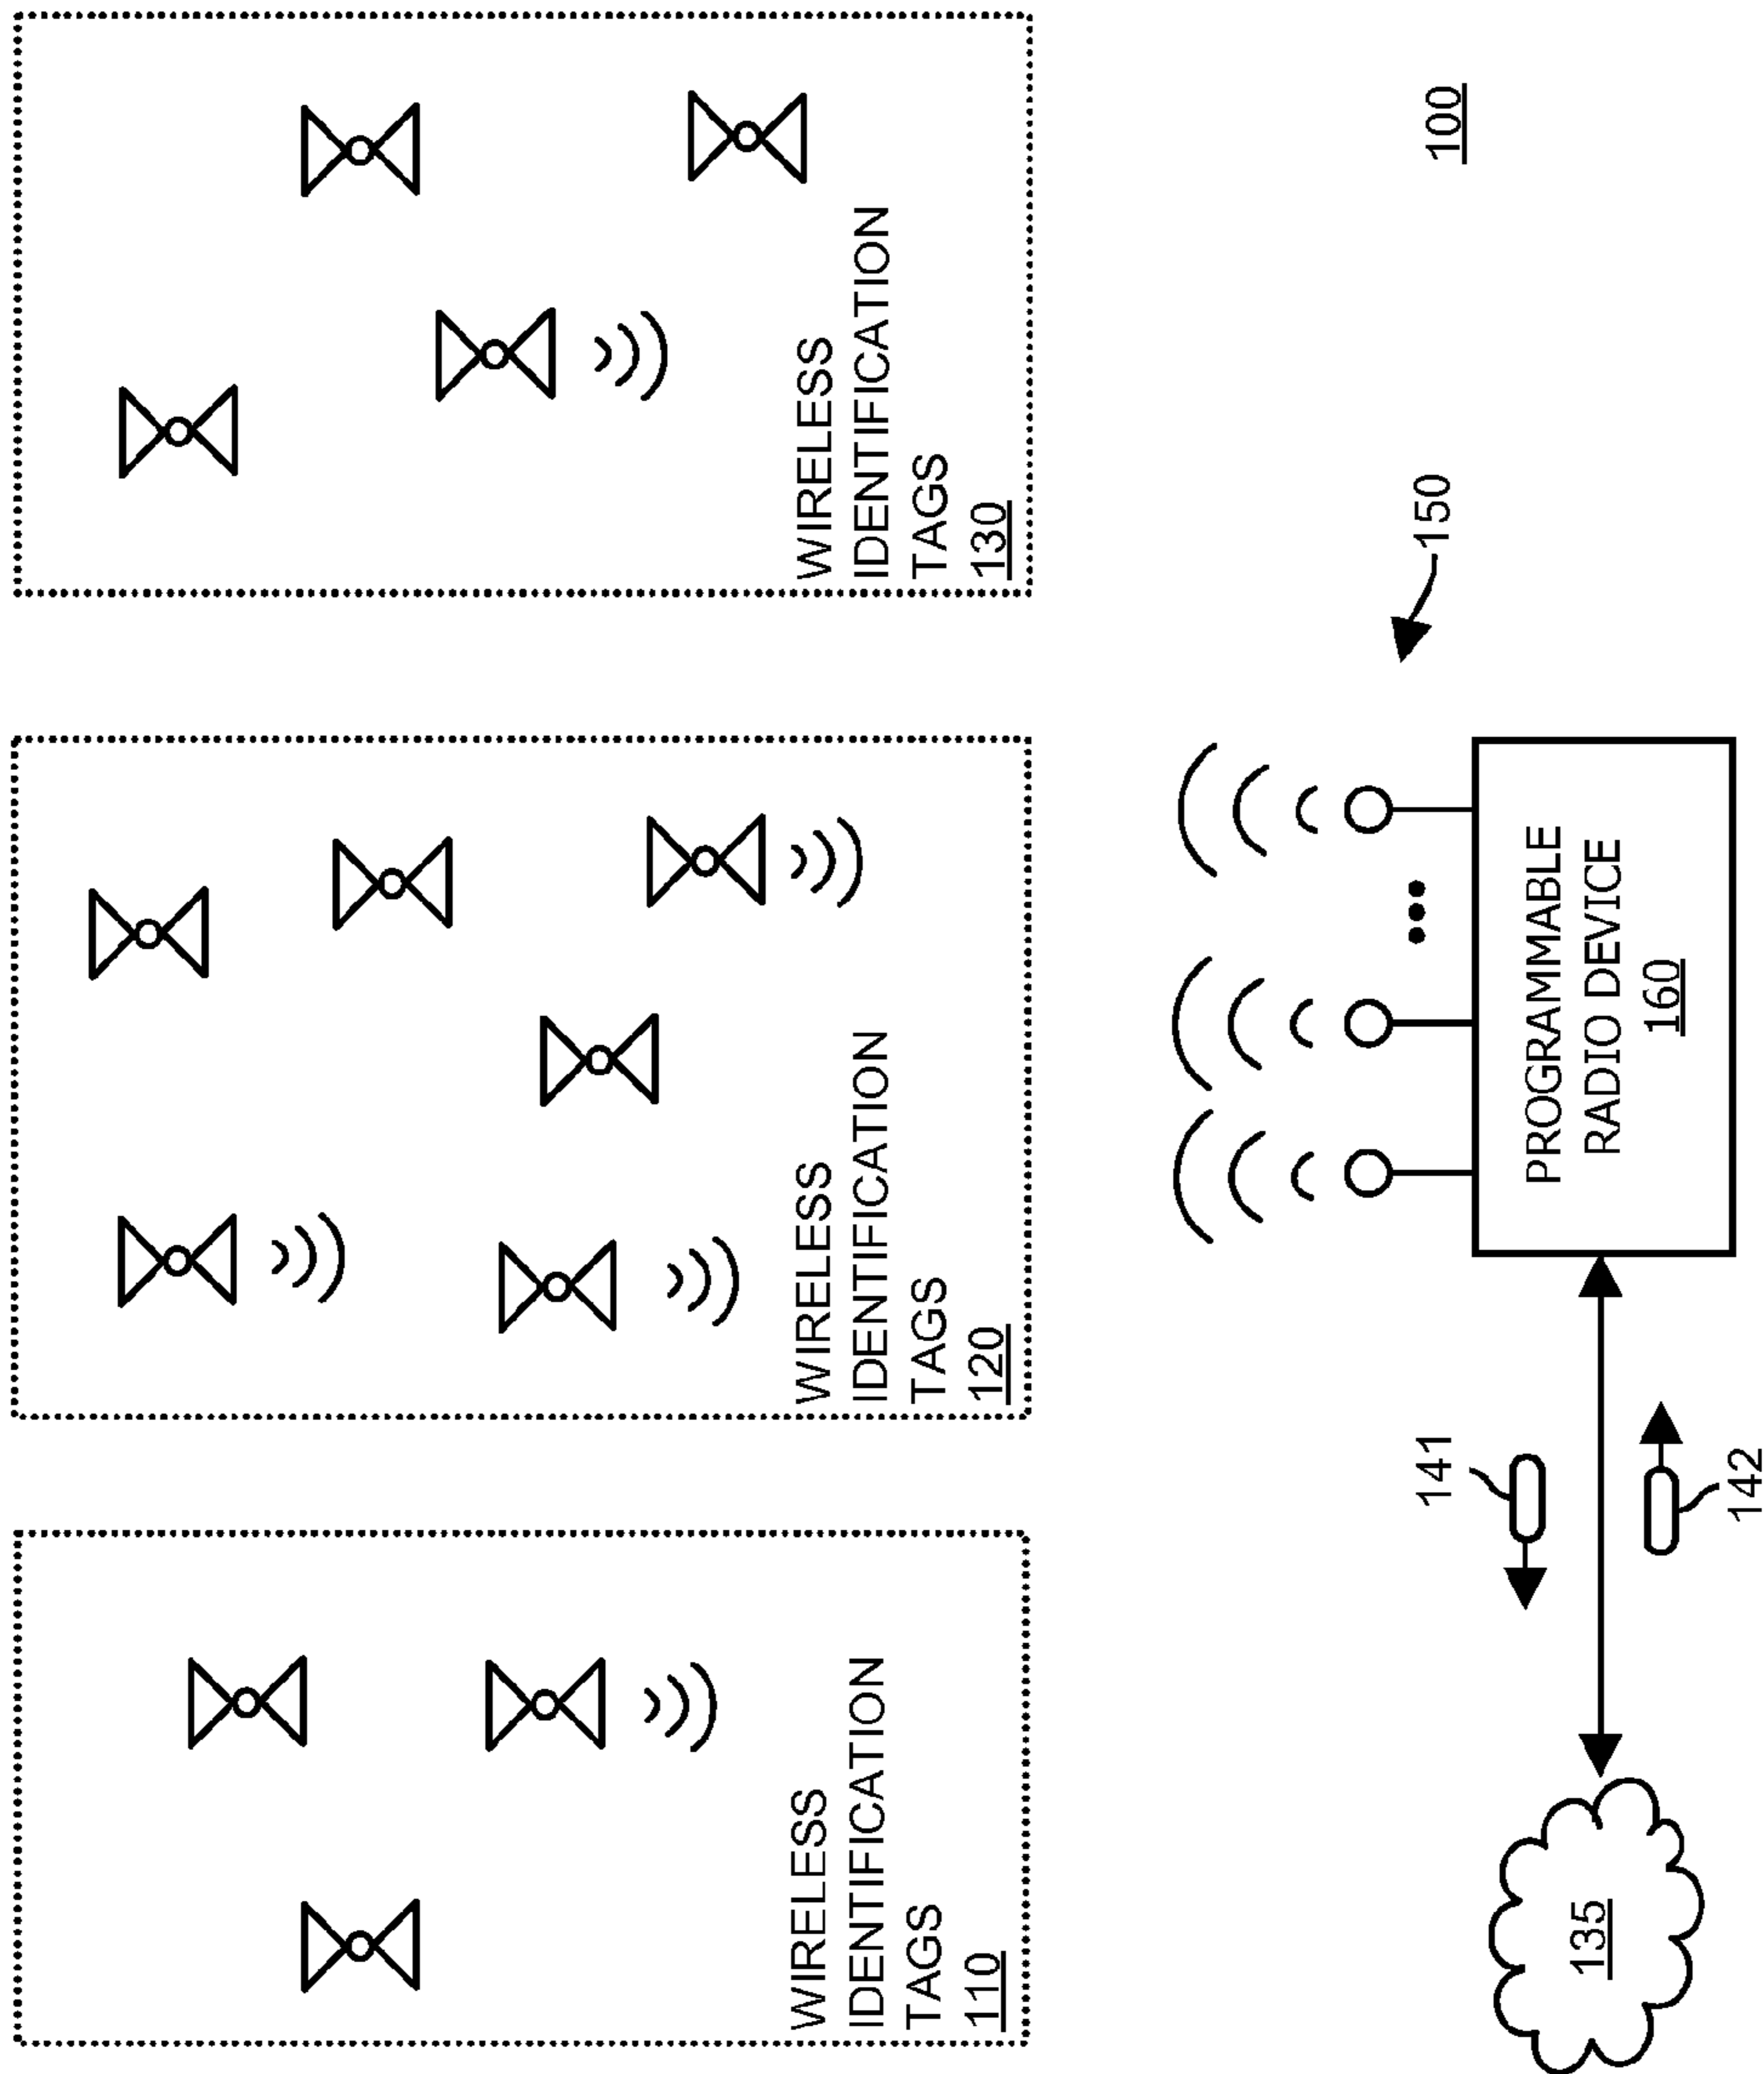 WIRELESS
IDENTIFICATION
TAGS
110
WIRELESS
IDENTIFICATION
TAGS
120
WIRELESS
IDENTIFICATION
TAGS
130
135
141
142
150
PROGRAMMABLE
RADIO DEVICE
160
100